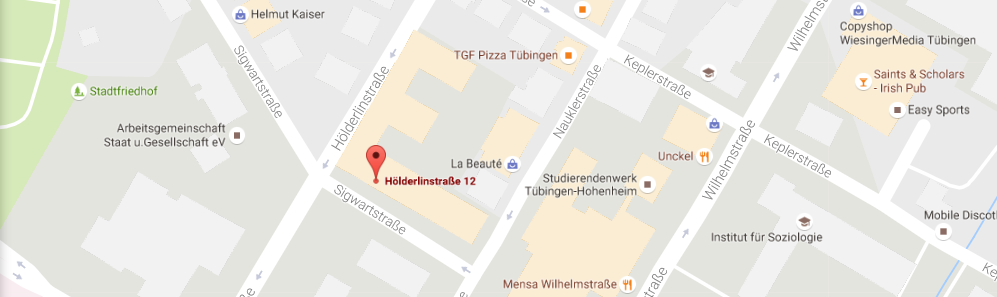 Helmut Kaiser
Sigwartstraße
Hölderlinstraße
TGF Pizza Tübingen
Keplerstraße
Wilhelmstraße
Copyshop
WiesingerMedia Tübingen
Saints & Scholars
- Irish Pub
Easy Sports
Stadtfriedhof
Arbeitsgemeinschaft
Staat u.Gesellschaft eV
Nauklerstraße
La Beauté
Unckel
Keplerstraße
Hölderlinstraße 12
Sigwartstraße
Studierendenwerk
Tübingen-Hohenheim
Wilhelmstraße
Institut für Soziologie
Mobile Discoth
Mensa Wilhelmstraße